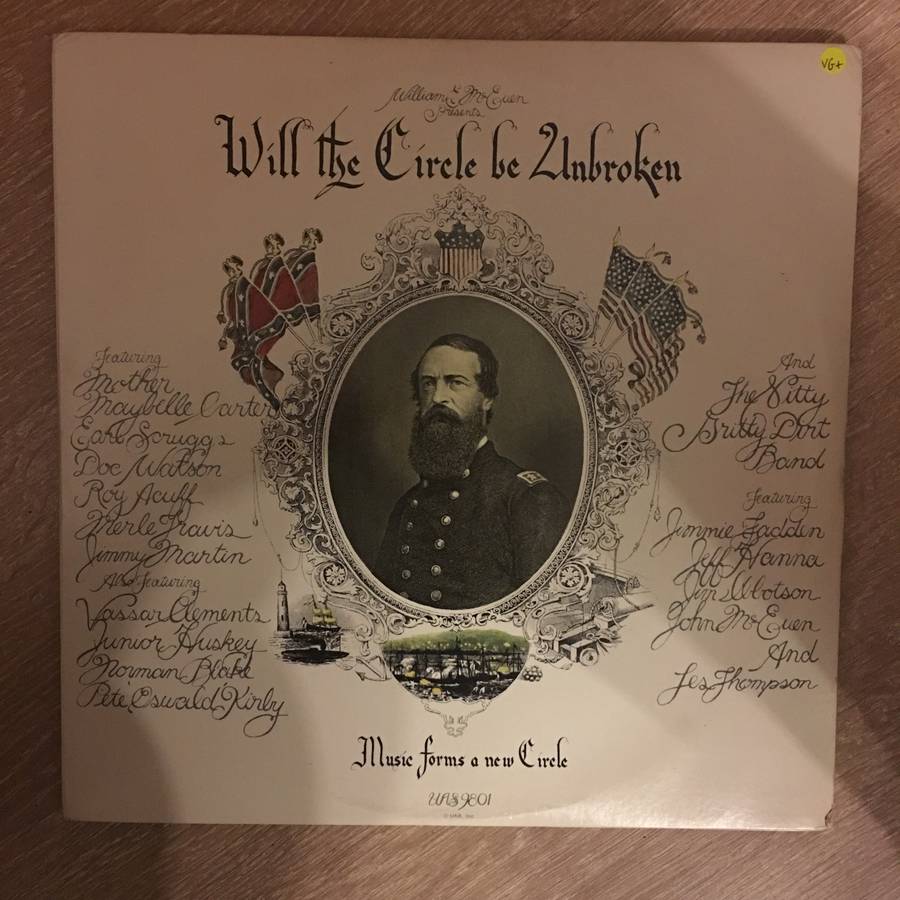 VG+
William E. McEuen
Presents
Will the Circle be Unbroken
Featuring
Mother
Maybelle Carter
Earl Scruggs
Doc Watson
Roy Acuff
Merle Travis
Jimmy Martin
Also Featuring
Vassar Clements
Junior Huskey
Norman Blake
Pete Oswald Kirby
And
The Nitty
Gritty Dirt
Band
Featuring
Jimmie Fadden
Jeff Hanna
Jim Ibbotson
John McEuen
And
Les Thompson
Music forms a new Circle
UAS 9801